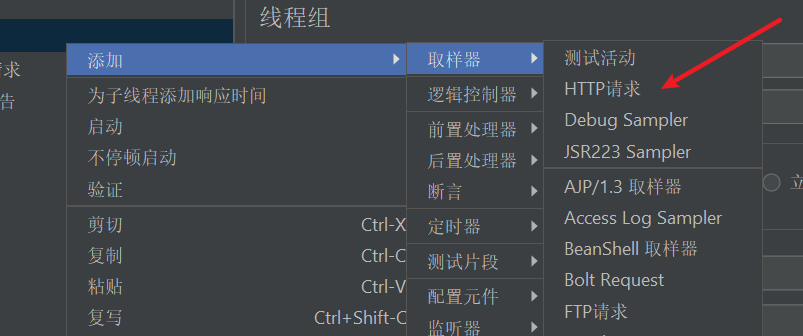 线程组
求
告
添加
为子线程添加响应时间
启动
不停顿启动
验证
剪切 Ctrl-X
复制 Ctrl-C
粘贴 Ctrl-V
复写 Ctrl+Shift-C
取样器
逻辑控制器
前置处理器
后置处理器
断言
定时器
测试片段
配置元件
监听器
测试活动
HTTP请求
Debug Sampler
JSR223 Sampler
AJP/1.3 取样器
Access Log Sampler
BeanShell 取样器
Bolt Request
FTP请求
立